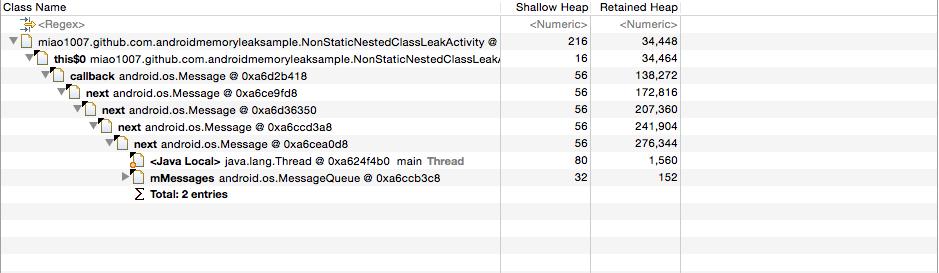 Class Name Shallow Heap Retained Heap
<Regex> <Numeric> <Numeric>
miao1007.github.com.androidmemoryleaksample.NonStaticNestedClassLeakActivity @ 216 34,448
this$0 miao1007.github.com.androidmemoryleaksample.NonStaticNestedClassLeakA 16 34,464
callback android.os.Message @ 0xa6d2b418 56 138,272
next android.os.Message @ 0xa6ce9fd8 56 172,816
next android.os.Message @ 0xa6d36350 56 207,360
next android.os.Message @ 0xa6ccd3a8 56 241,904
next android.os.Message @ 0xa6cea0d8 56 276,344
<Java Local> java.lang.Thread @ 0xa624f4b0 main Thread 80 1,560
mMessages android.os.MessageQueue @ 0xa6ccb3c8 32 152
Σ Total: 2 entries